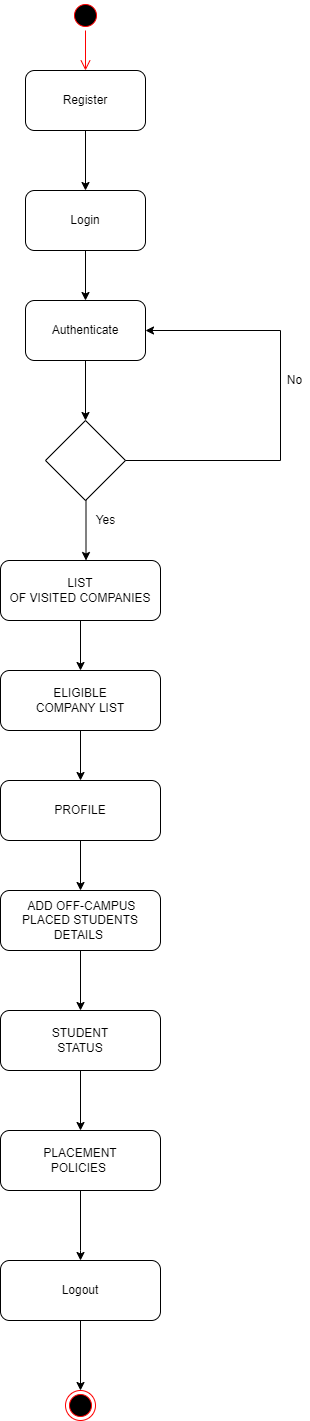 Register
Login
Authenticate
No
Yes
LIST
OF VISITED COMPANIES
ELIGIBLE
COMPANY LIST
PROFILE
ADD OFF-CAMPUS
PLACED STUDENTS
DETAILS
STUDENT
STATUS
PLACEMENT
POLICIES
Logout